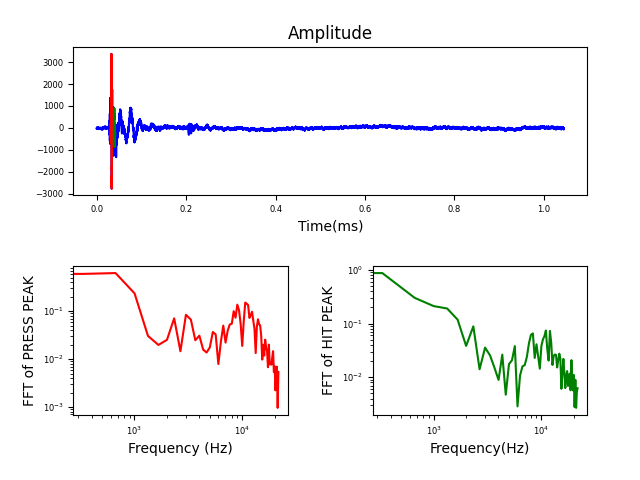 Amplitude
3000
2000
1000
0
−1000
−2000
−3000
0.0 0.2 0.4 0.6 0.8 1.0
Time(ms)
FFT of PRESS PEAK
10⁻¹
10⁻²
10⁻³
10³ 10⁴
Frequency (Hz)
FFT of HIT PEAK
10⁰
10⁻¹
10⁻²
10³ 10⁴
Frequency(Hz)